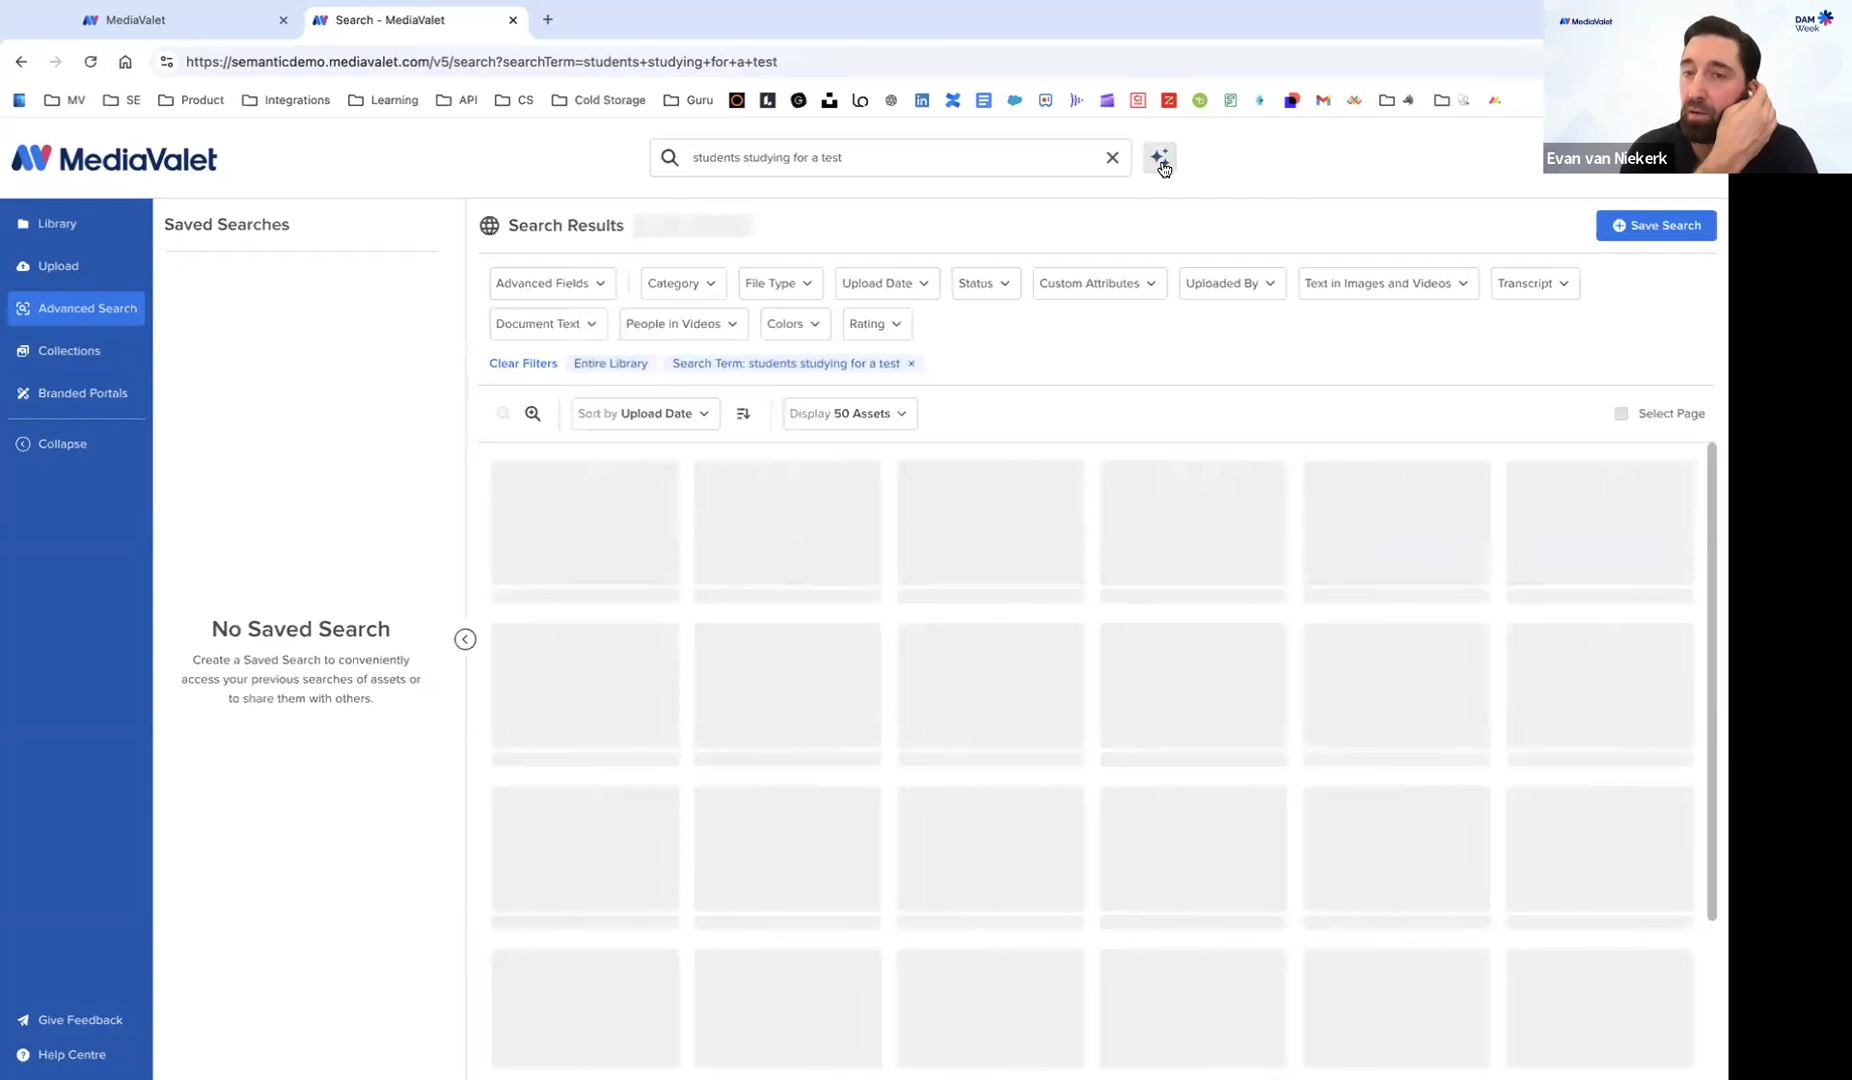 MediaValet
Search - MediaValet
https://semanticdemo.mediavalet.com/v5/search?searchTerm=students+studying+for+a+test
MV
SE
Product
Integrations
Learning
API
CS
Cold Storage
Guru
MediaValet
DAM
Week
Evan van Niekerk
MediaValet
students studying for a test
Library
Upload
Advanced Search
Collections
Branded Portals
Collapse
Give Feedback
Help Centre
Saved Searches
No Saved Search
Create a Saved Search to conveniently
access your previous searches of assets or
to share them with others.
Search Results
Save Search
Advanced Fields
Category
File Type
Upload Date
Status
Custom Attributes
Uploaded By
Text in Images and Videos
Transcript
Document Text
People in Videos
Colors
Rating
Clear Filters
Entire Library
Search Term: students studying for a test ×
Sort by Upload Date
Display 50 Assets
Select Page